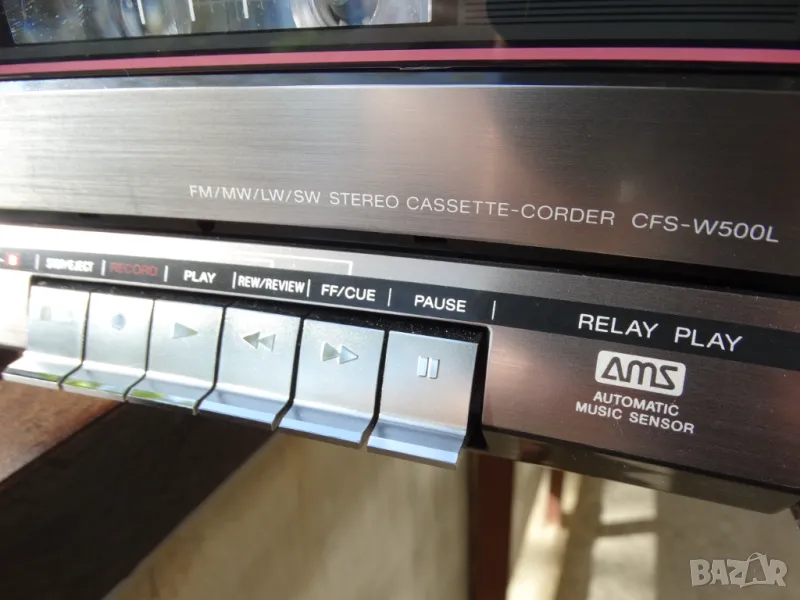 FM/MW/LW/SW STEREO CASSETTE-CORDER CFS-W500L
STOP/EJECT | RECORD | PLAY | REW/REVIEW | FF/CUE | PAUSE | RELAY PLAY
AMS
AUTOMATIC
MUSIC SENSOR
BAZAR